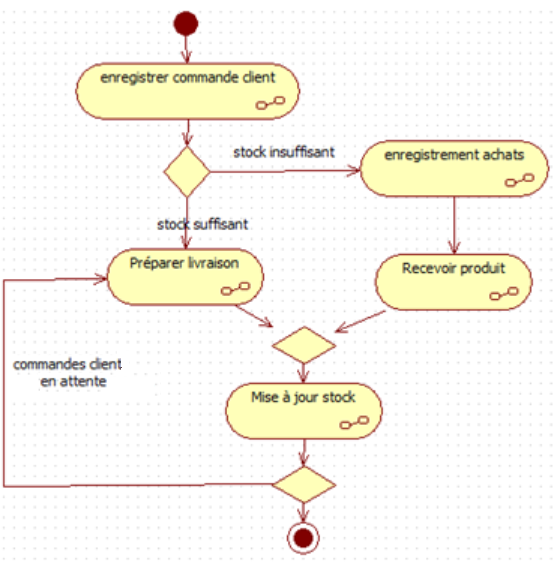 enregistrer commande client
stock insuffisant
enregistrement achats
stock suffisant
Préparer livraison
Recevoir produit
commandes client
en attente
Mise à jour stock